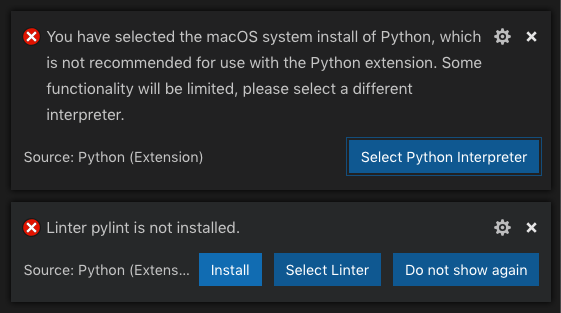 You have selected the macOS system install of Python, which
is not recommended for use with the Python extension. Some
functionality will be limited, please select a different
interpreter.
Source: Python (Extension)
Select Python Interpreter
Linter pylint is not installed.
Source: Python (Extens...
Install
Select Linter
Do not show again